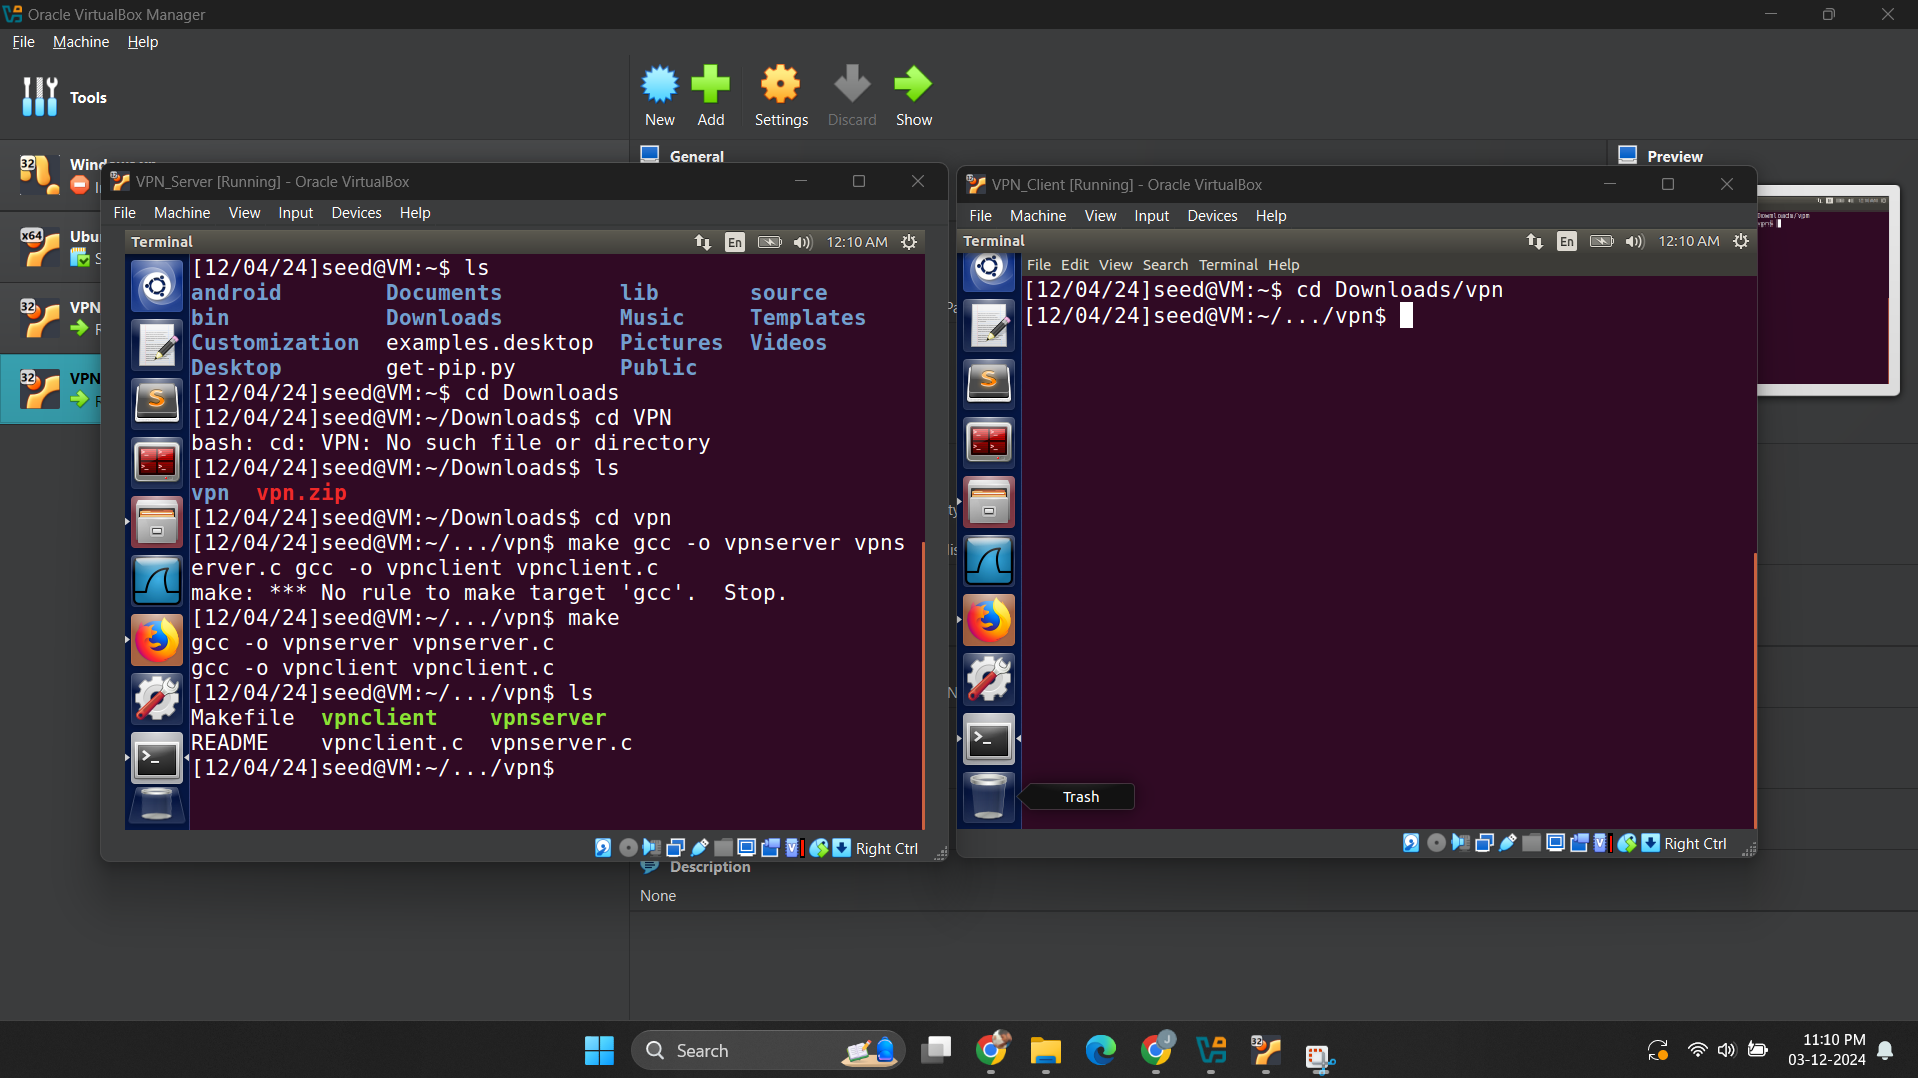 Oracle VirtualBox Manager
File Machine Help
Tools
New Add Settings Discard Show
General
Preview
32
x64
32
VPN
32
VPN
VPN_Server [Running] - Oracle VirtualBox
File Machine View Input Devices Help
Terminal
En
12:10 AM
[12/04/24]seed@VM:~$ ls
android Documents lib source
bin Downloads Music Templates
Customization examples.desktop Pictures Videos
Desktop get-pip.py Public
[12/04/24]seed@VM:~$ cd Downloads
[12/04/24]seed@VM:~/Downloads$ cd VPN
bash: cd: VPN: No such file or directory
[12/04/24]seed@VM:~/Downloads$ ls
vpn vpn.zip
[12/04/24]seed@VM:~/Downloads$ cd vpn
[12/04/24]seed@VM:~/.../vpn$ make gcc -o vpnserver vpns
erver.c gcc -o vpnclient vpnclient.c
make: *** No rule to make target 'gcc'.  Stop.
[12/04/24]seed@VM:~/.../vpn$ make
gcc -o vpnserver vpnserver.c
gcc -o vpnclient vpnclient.c
[12/04/24]seed@VM:~/.../vpn$ ls
Makefile vpnclient vpnserver
README vpnclient.c vpnserver.c
[12/04/24]seed@VM:~/.../vpn$
Right Ctrl
VPN_Client [Running] - Oracle VirtualBox
File Machine View Input Devices Help
Terminal
En
12:10 AM
File Edit View Search Terminal Help
[12/04/24]seed@VM:~$ cd Downloads/vpn
[12/04/24]seed@VM:~/.../vpn$
Trash
Right Ctrl
Description
None
Search
J
32
11:10 PM
03-12-2024